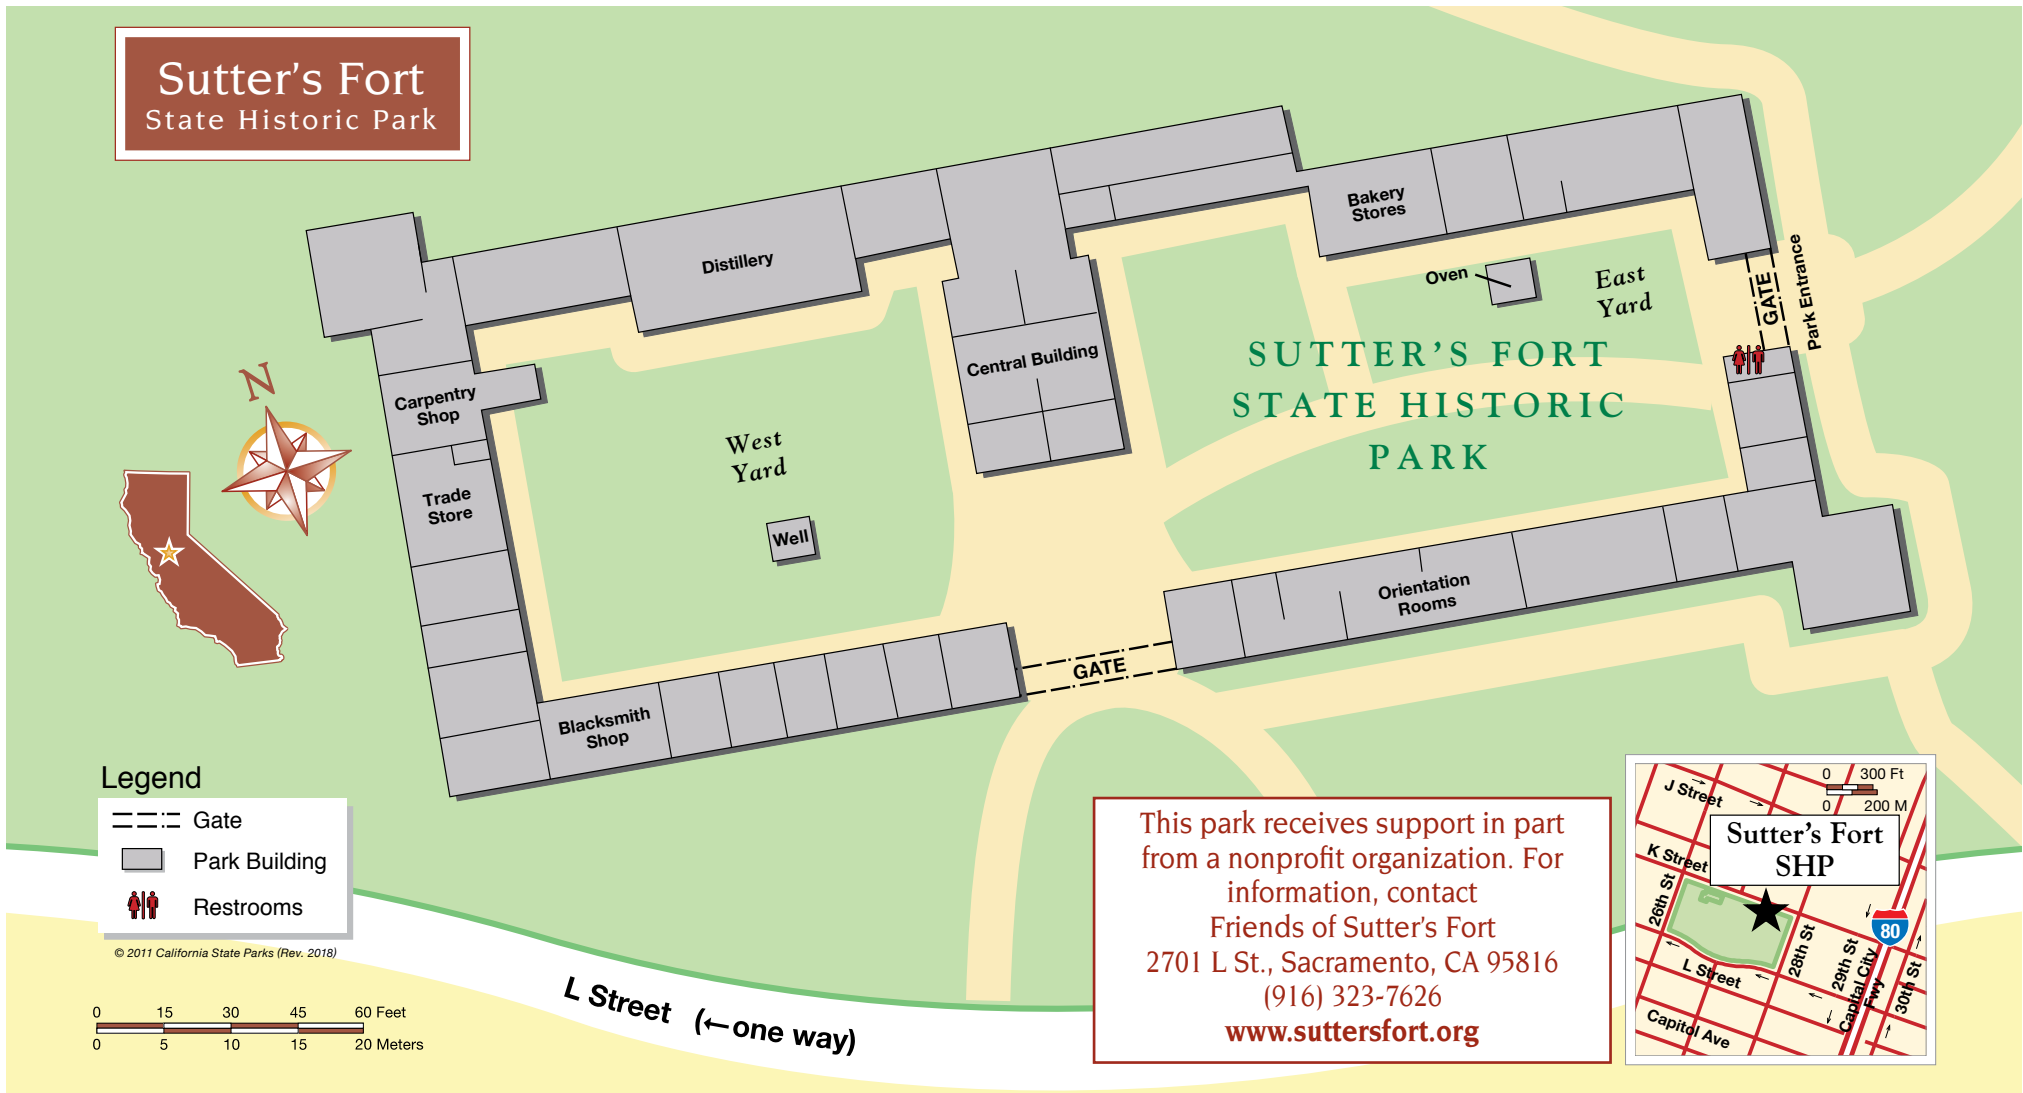 Sutter's Fort
State Historic Park
Distillery
Bakery
Stores
Oven
East
Yard
GATE
Park Entrance
N
Carpentry
Shop
Central Building
SUTTER'S FORT
STATE HISTORIC
PARK
West
Yard
Trade
Store
Well
Orientation
Rooms
GATE
Blacksmith
Shop
Legend
Gate
Park Building
Restrooms
© 2011 California State Parks (Rev. 2018)
0 15 30 45 60 Feet
0 5 10 15 20 Meters
L Street (←one way)
This park receives support in part
from a nonprofit organization. For
information, contact
Friends of Sutter's Fort
2701 L St., Sacramento, CA 95816
(916) 323-7626
www.suttersfort.org
0 300 Ft
0 200 M
J Street
Sutter's Fort
SHP
K Street
26th St
28th St
29th St
80
Capital City
Fwy
30th St
L Street
Capitol Ave